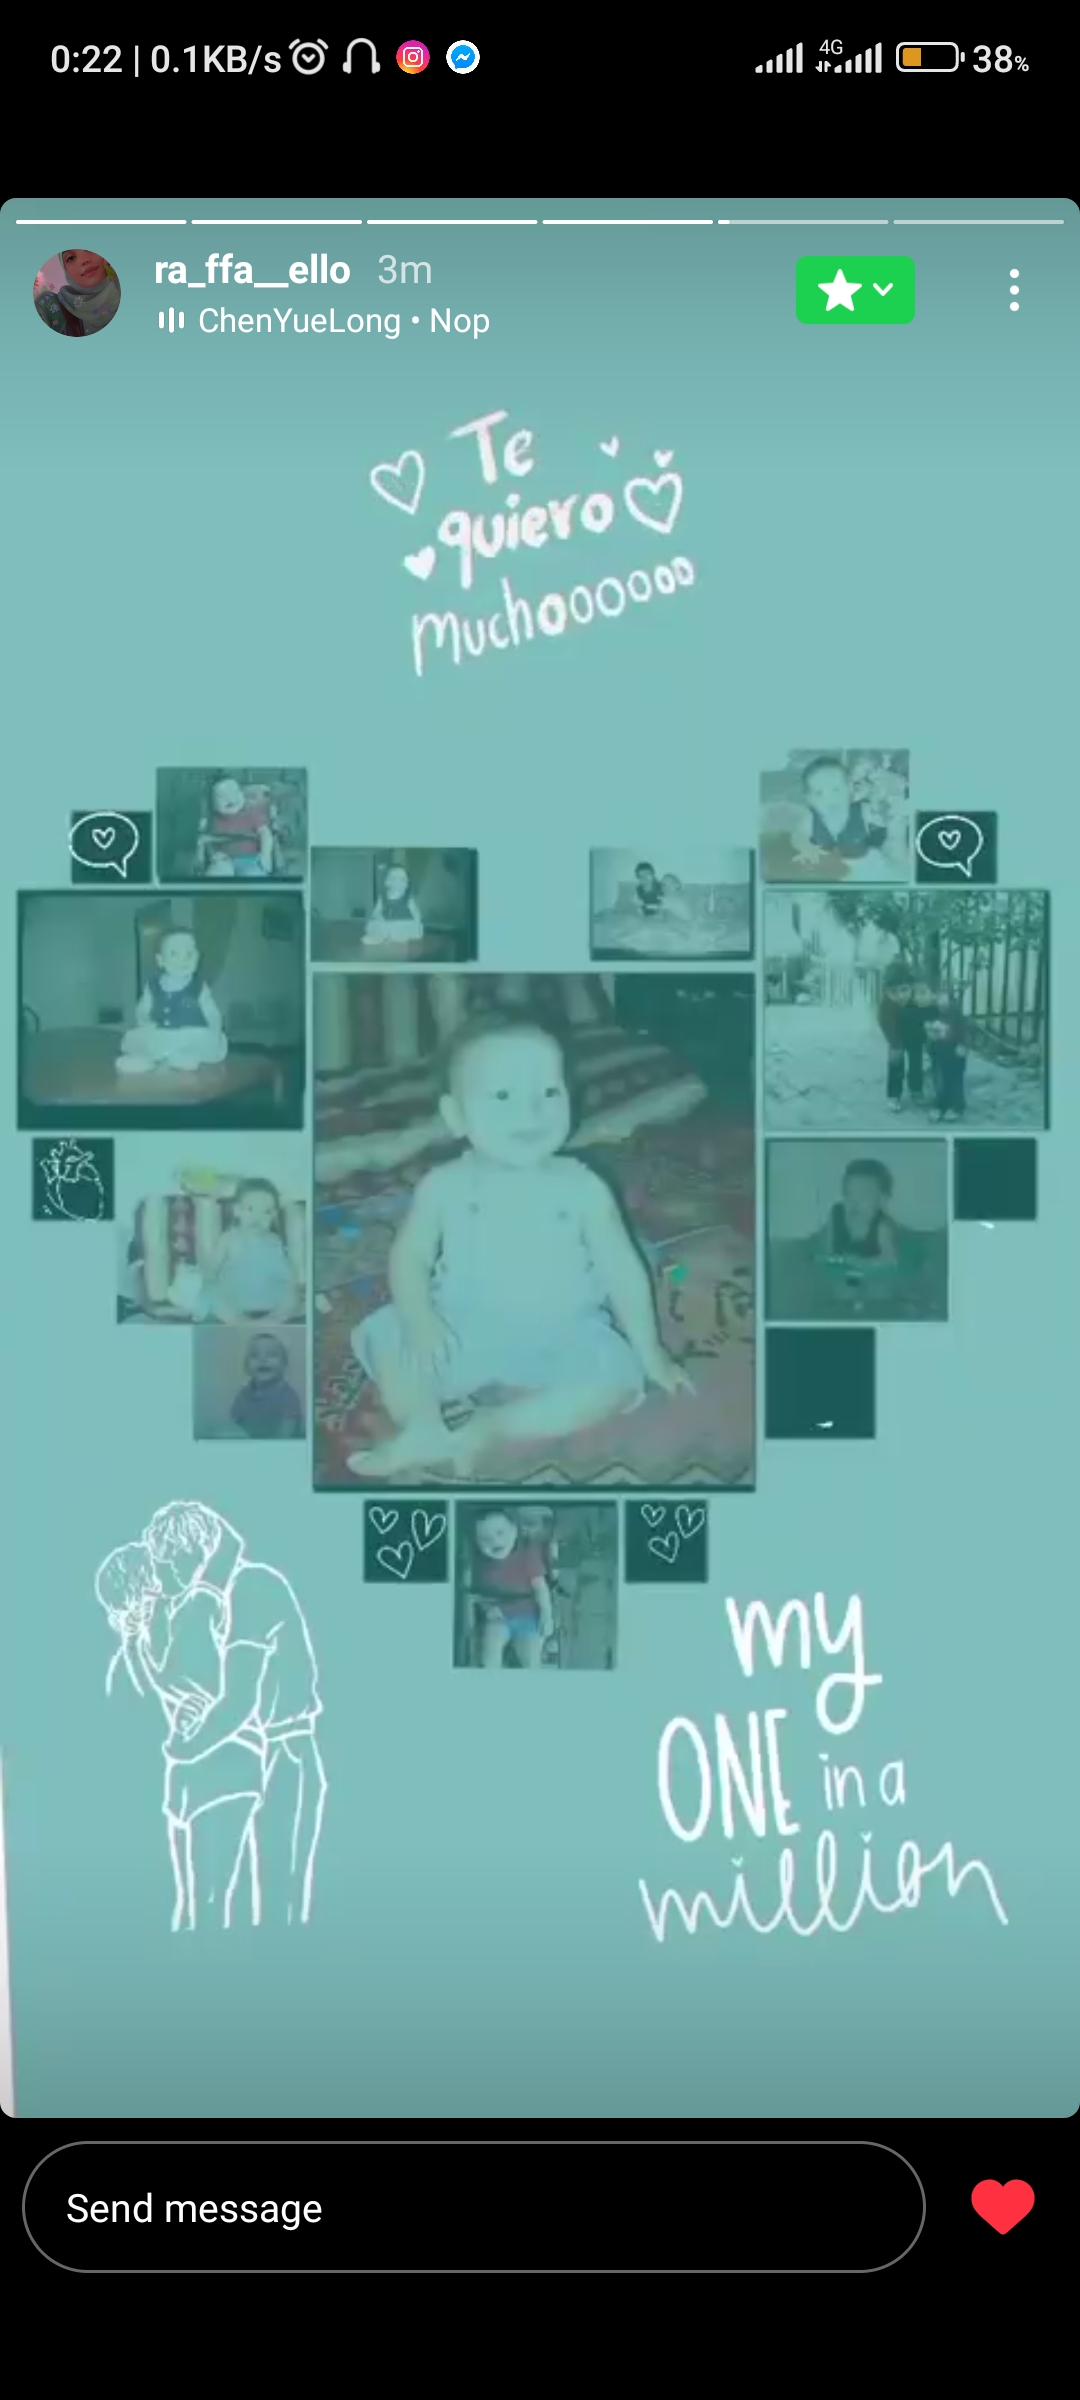 0:22 | 0.1KB/s
4G
38%
ra_ffa__ello 3m
ChenYueLong • Nop
Te
quiero
Muchoooooo
my
ONE in a
million
Send message